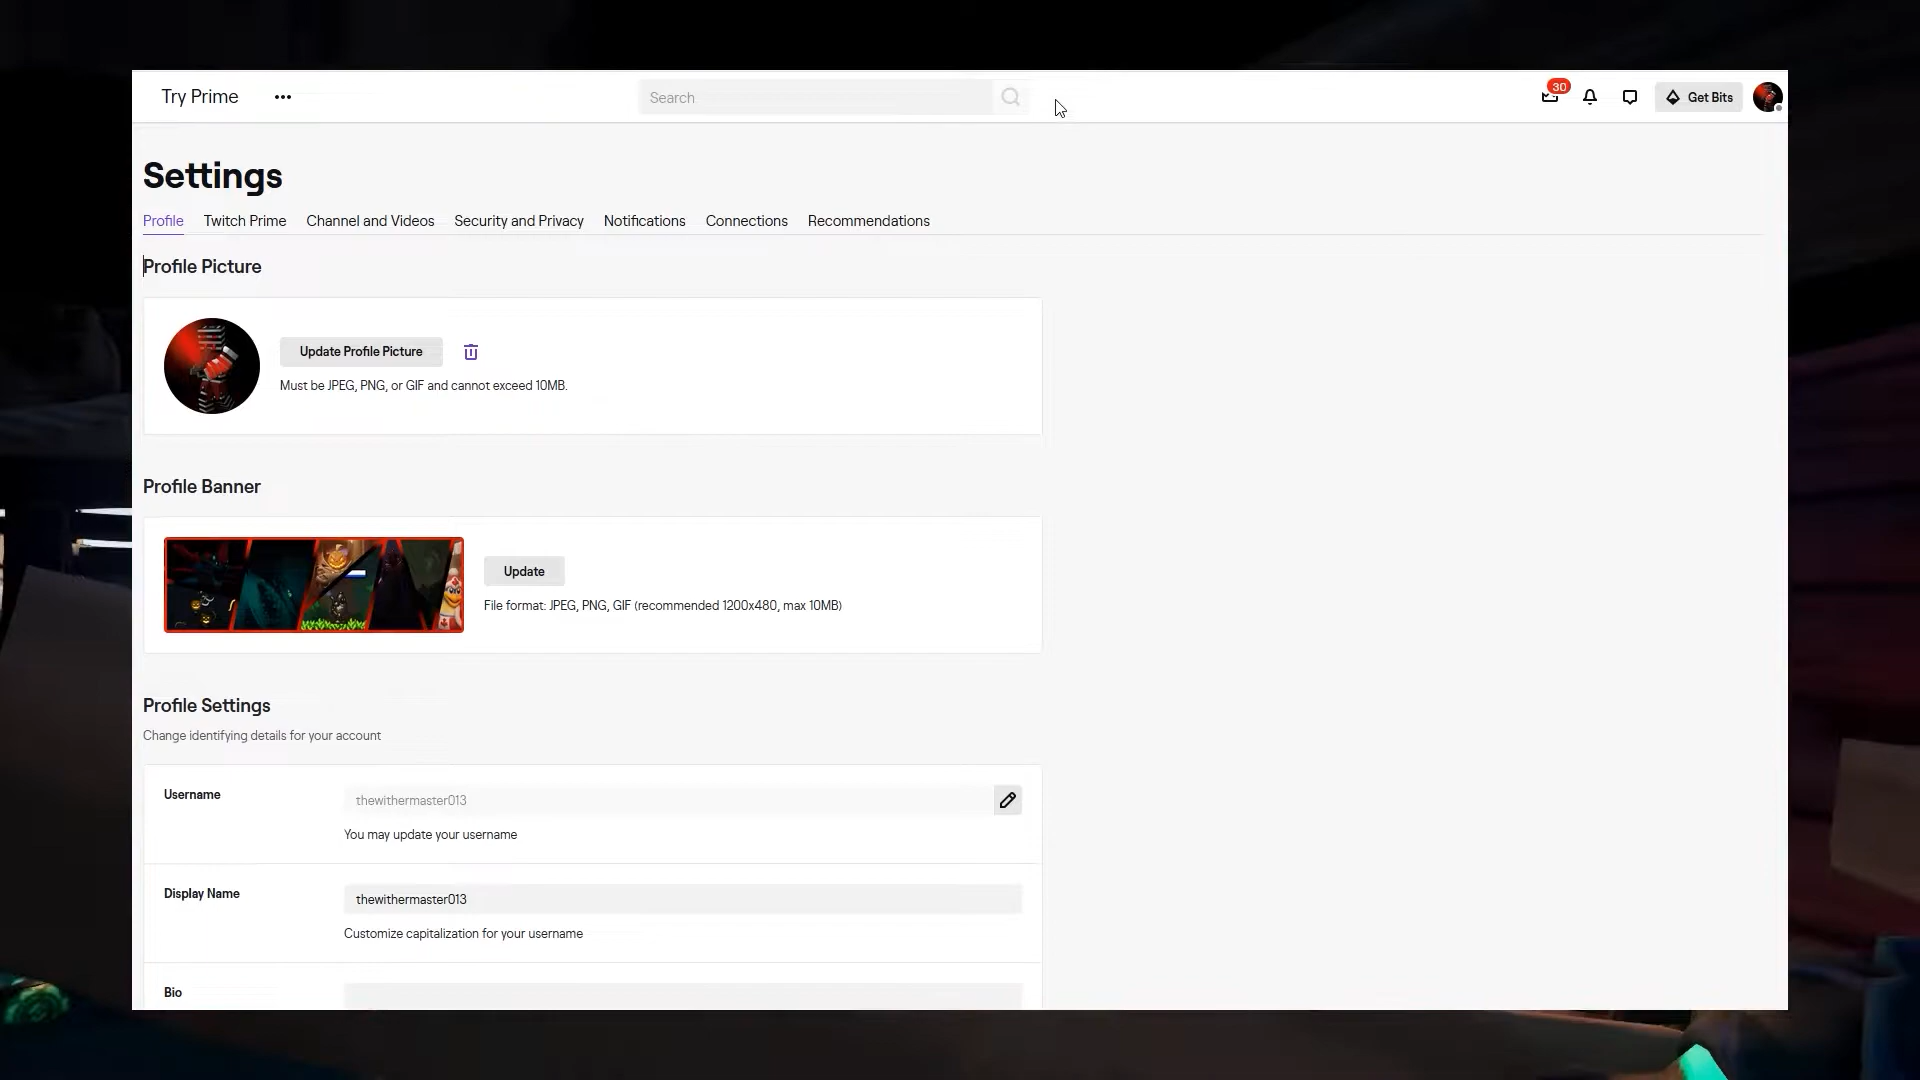 Try Prime
Search
30
Get Bits
Settings
Profile Twitch Prime Channel and Videos Security and Privacy Notifications Connections Recommendations
Profile Picture
Update Profile Picture
Must be JPEG, PNG, or GIF and cannot exceed 10MB.
Profile Banner
Update
File format: JPEG, PNG, GIF (recommended 1200x480, max 10MB)
Profile Settings
Change identifying details for your account
Username
thewithermaster013
You may update your username
Display Name
thewithermaster013
Customize capitalization for your username
Bio